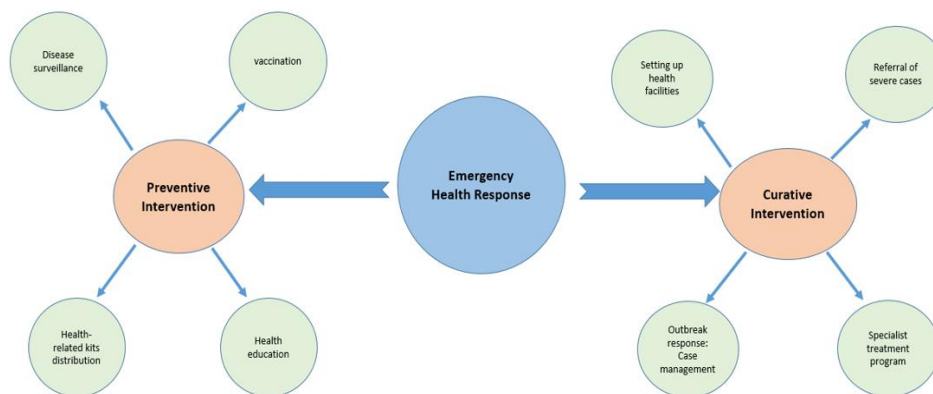 Disease
surveillance
vaccination
Preventive
Intervention
Health-
related kits
distribution
Health
education
Emergency
Health Response
Setting up
health
facilities
Referral of
severe cases
Curative
Intervention
Outbreak
response:
Case
management
Specialist
treatment
program